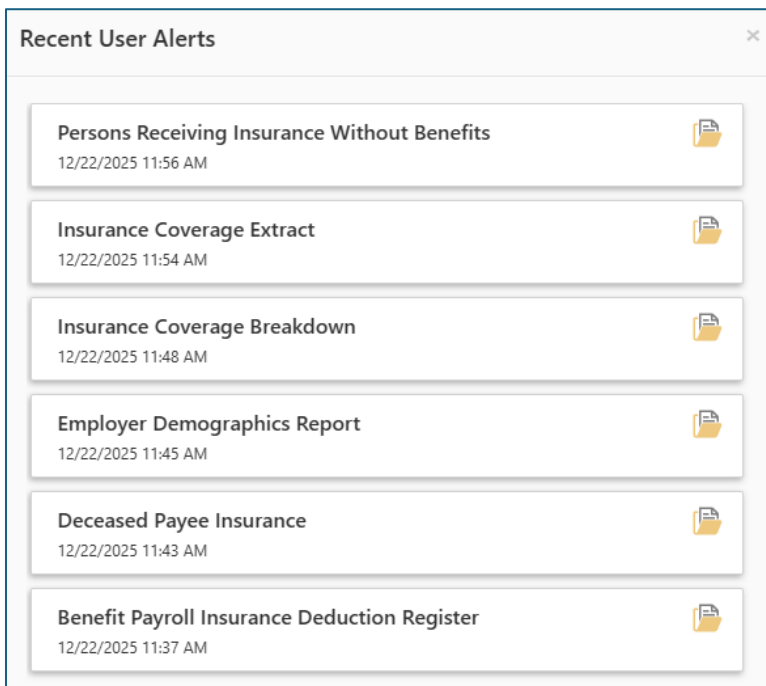 Recent User Alerts
×
Persons Receiving Insurance Without Benefits
12/22/2025 11:56 AM
Insurance Coverage Extract
12/22/2025 11:54 AM
Insurance Coverage Breakdown
12/22/2025 11:48 AM
Employer Demographics Report
12/22/2025 11:45 AM
Deceased Payee Insurance
12/22/2025 11:43 AM
Benefit Payroll Insurance Deduction Register
12/22/2025 11:37 AM